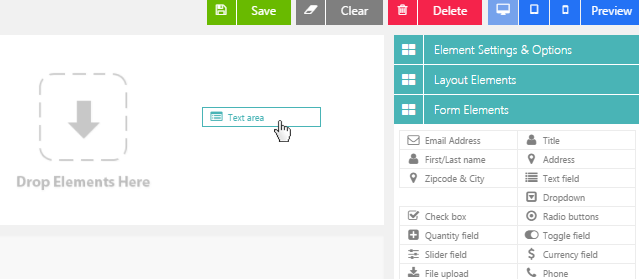 Save Clear Delete Preview
Element Settings & Options
Layout Elements
Form Elements
Text area
Drop Elements Here
Email Address Title
First/Last name Address
Zipcode & City Text field
Dropdown
Check box Radio buttons
Quantity field Toggle field
Slider field Currency field
File upload Phone